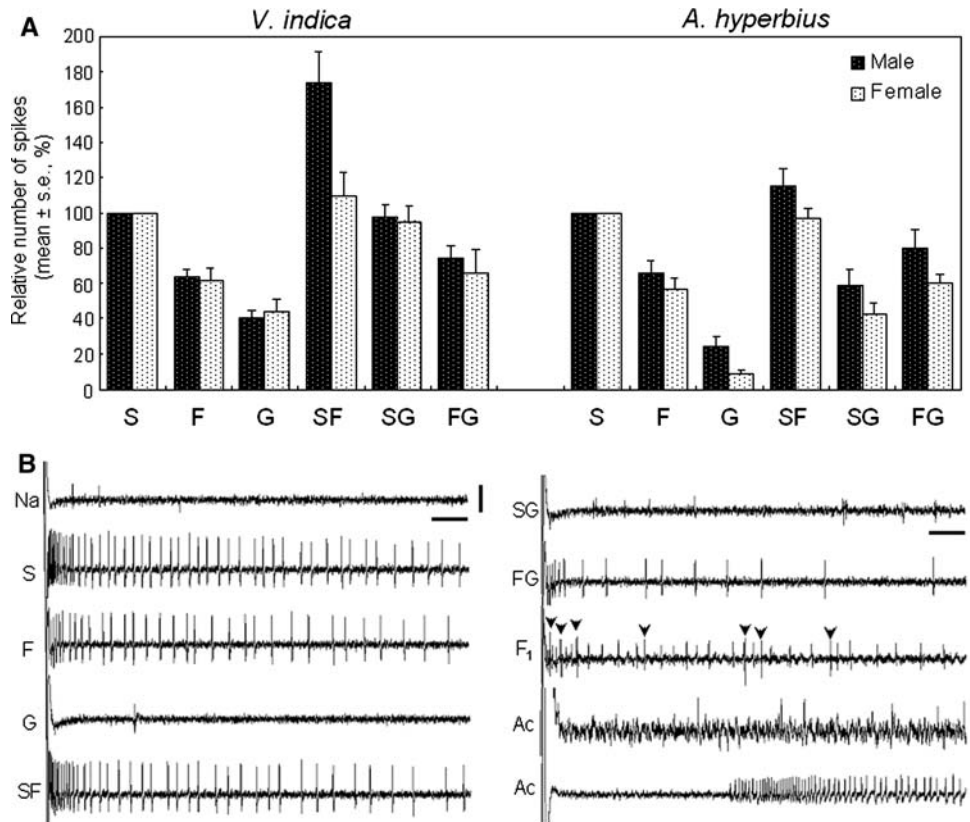 A
V. indica
A. hyperbius
Relative number of spikes
(mean ± s.e., %)
200
180
160
140
120
100
80
60
40
20
0
Male
Female
S F G SF SG FG
S F G SF SG FG
B
Na
S
F
G
SF
SG
FG
F₁
Ac
Ac